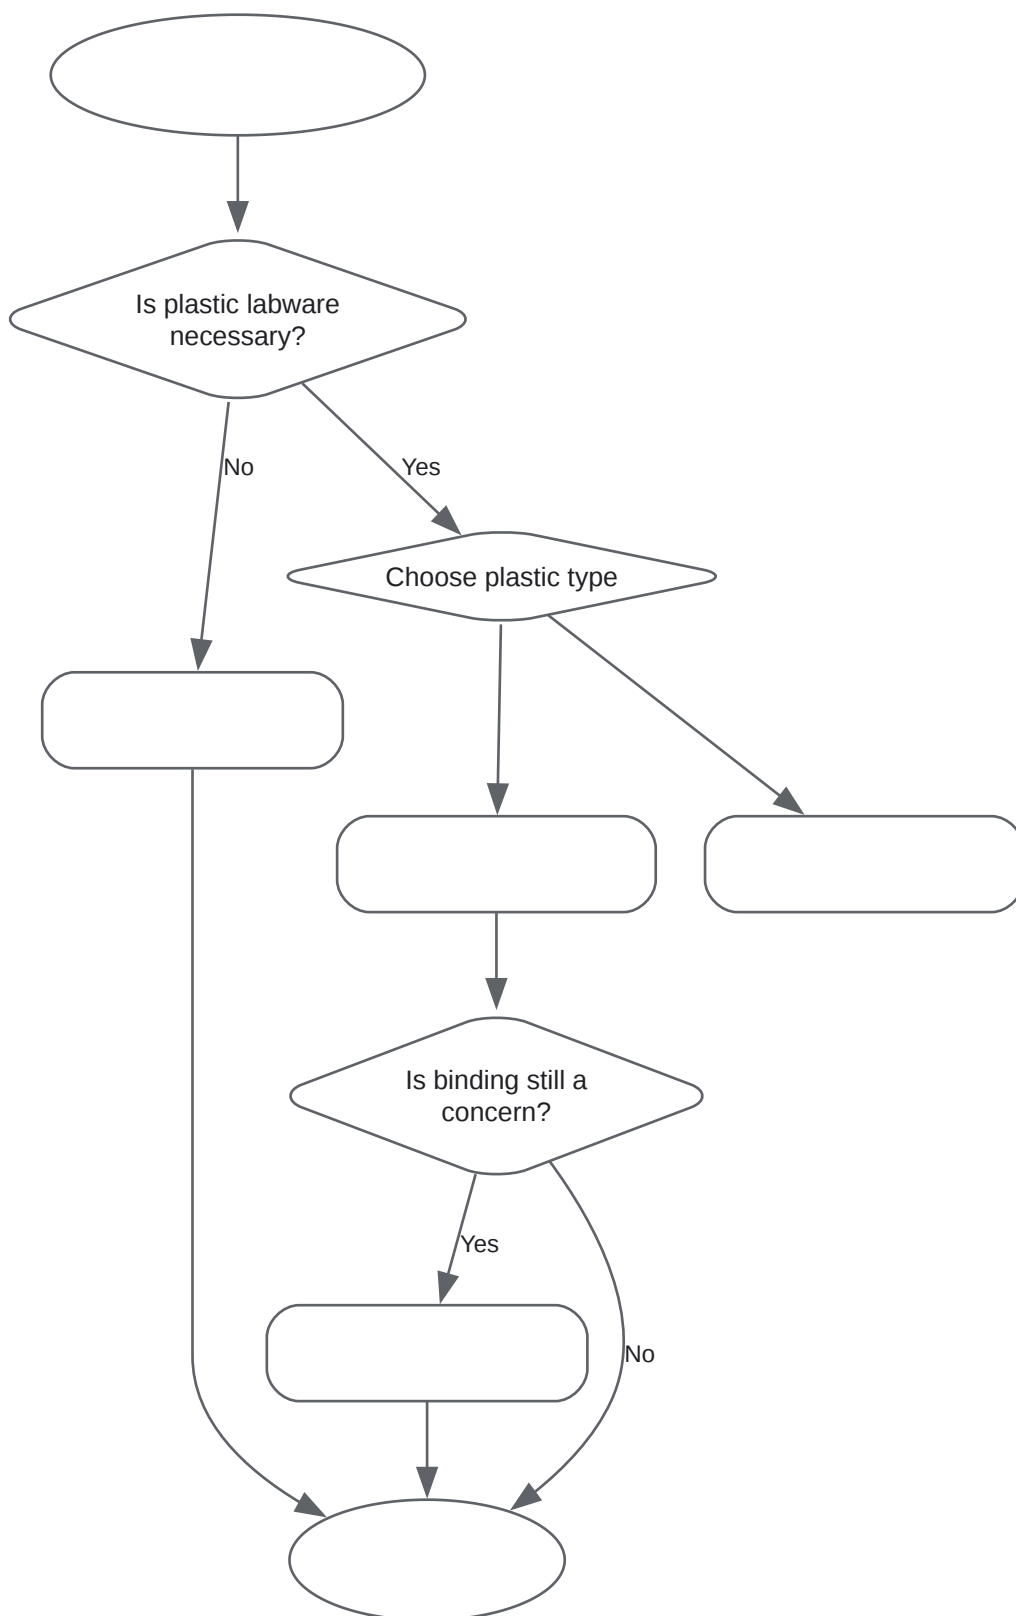 Is plastic labware
necessary?
No
Yes
Choose plastic type
Is binding still a
concern?
Yes
No